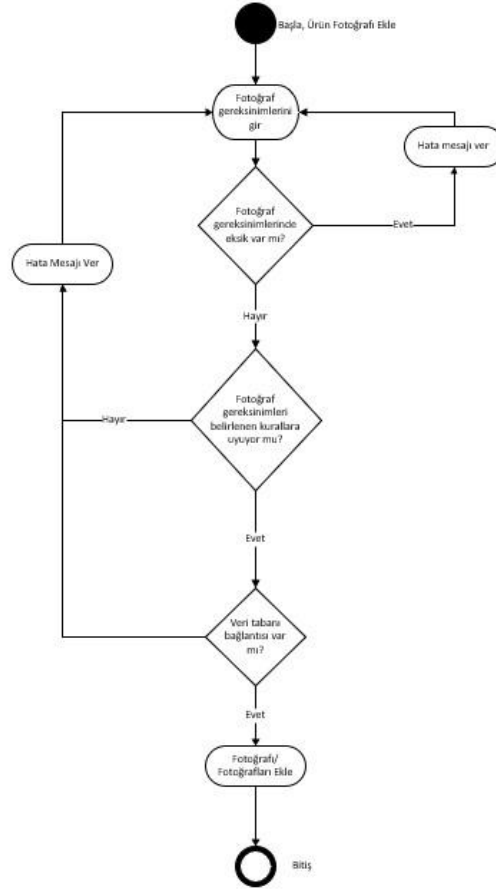 Başla, Ürün Fotoğrafı Ekle
Fotoğraf
gereksinimlerini
gir
Hata mesajı ver
Fotoğraf
gereksinimlerinde
eksik var mı?
Evet
Hata Mesajı Ver
Hayır
Fotoğraf
gereksinimleri
belirlenen kurallara
uyuyor mu?
Hayır
Evet
Veri tabanı
bağlantısı var
mı?
Evet
Fotoğrafı/
Fotoğrafları Ekle
Bitiş